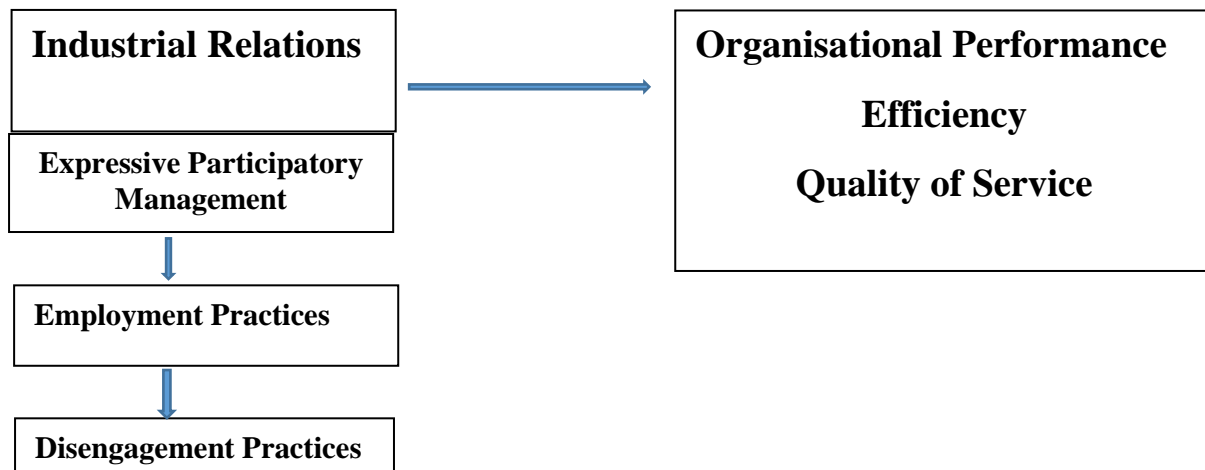 Industrial Relations
Expressive Participatory
Management
Employment Practices
Disengagement Practices
Organisational Performance
Efficiency
Quality of Service